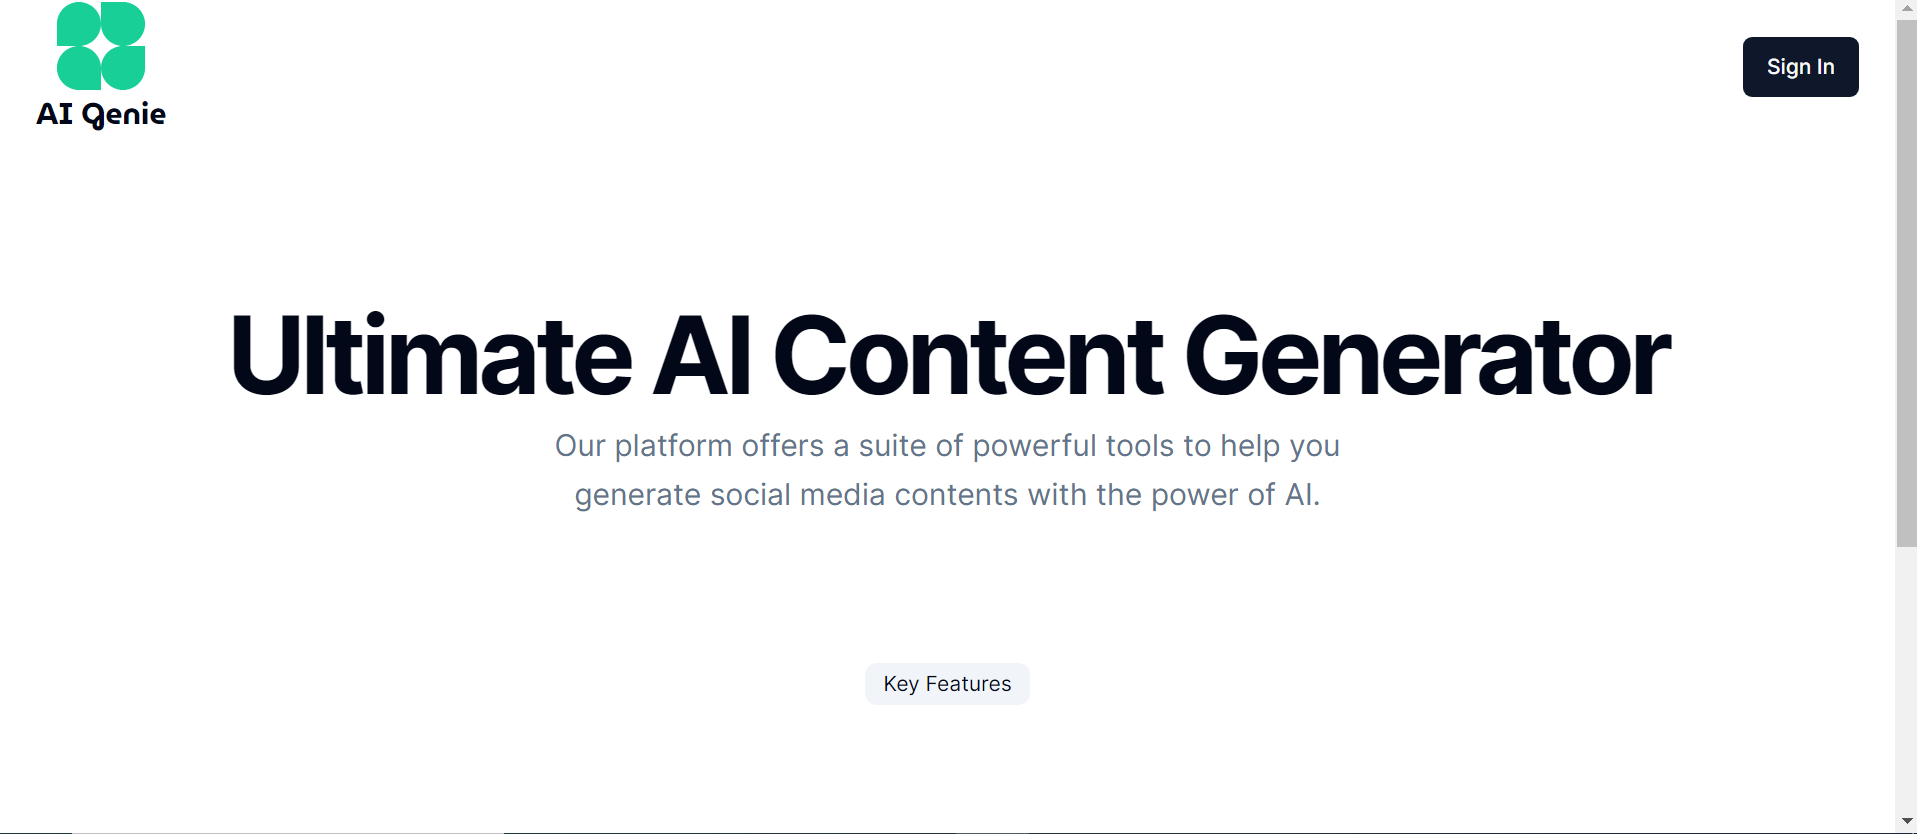 AI Genie
Sign In
Ultimate AI Content Generator
Our platform offers a suite of powerful tools to help you
generate social media contents with the power of AI.
Key Features